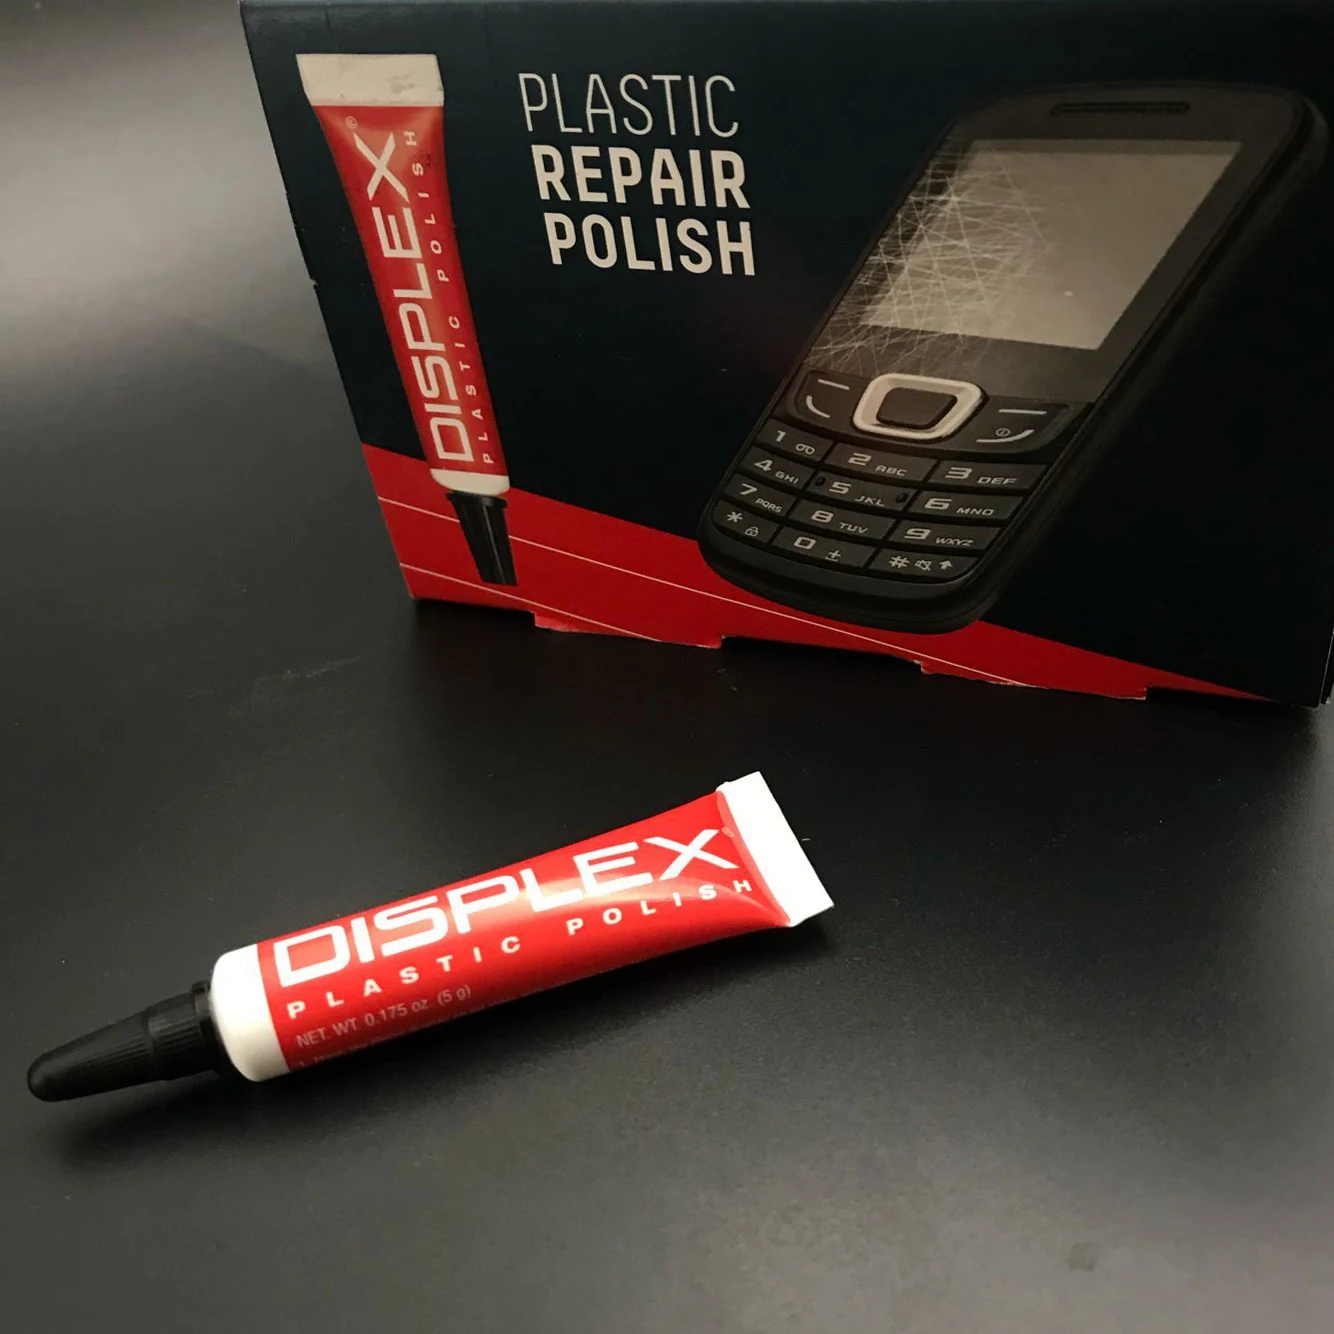 PLASTIC
REPAIR
POLISH
DISPLEX®
PLASTIC POLISH
1
2 ABC
3 DEF
4 GHI
5 JKL
6 MNO
7 PQRS
8 TUV
9 WXYZ
*
0 +
#
DISPLEX®
PLASTIC POLISH
NET. WT. 0.175 oz. (5 g)